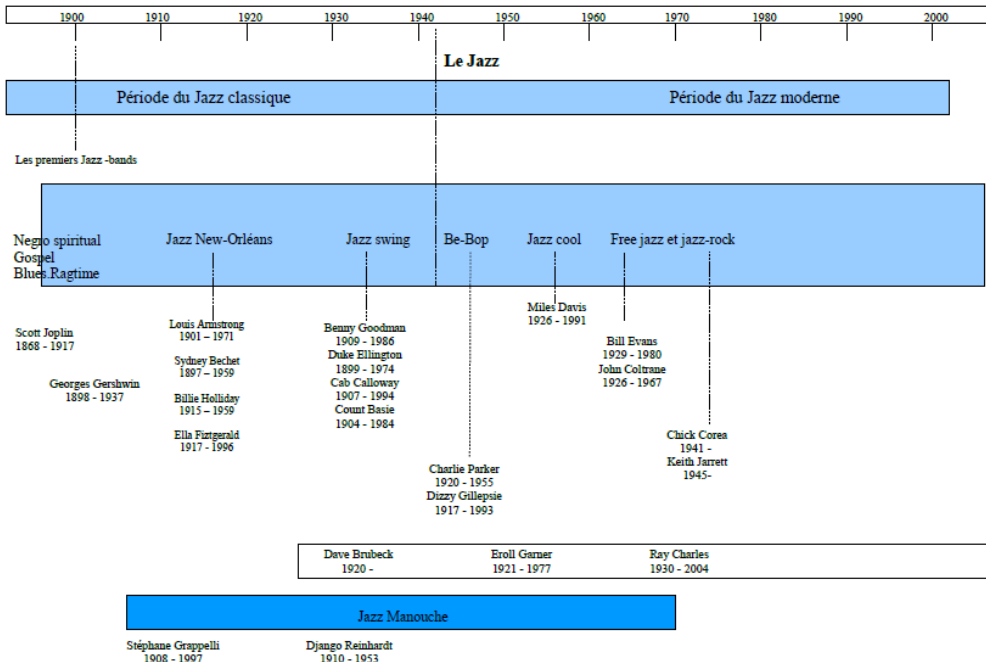 1900 1910 1920 1930 1940 1950 1960 1970 1980 1990 2000
Le Jazz
Période du Jazz classique Période du Jazz moderne
Les premiers Jazz -bands
Negro spiritual
Gospel
Blues.Ragtime
Jazz New-Orléans
Jazz swing
Be-Bop
Jazz cool
Free jazz et jazz-rock
Scott Joplin
1868 - 1917
Georges Gershwin
1898 - 1937
Louis Armstrong
1901 – 1971
Sydney Bechet
1897 – 1959
Billie Holliday
1915 – 1959
Ella Fiztgerald
1917 - 1996
Benny Goodman
1909 - 1986
Duke Ellington
1899 - 1974
Cab Calloway
1907 - 1994
Count Basie
1904 - 1984
Charlie Parker
1920 - 1955
Dizzy Gillepsie
1917 - 1993
Miles Davis
1926 - 1991
Bill Evans
1929 - 1980
John Coltrane
1926 - 1967
Chick Corea
1941 -
Keith Jarrett
1945-
Dave Brubeck
1920 -
Eroll Garner
1921 - 1977
Ray Charles
1930 - 2004
Jazz Manouche
Stéphane Grappelli
1908 - 1997
Django Reinhardt
1910 - 1953